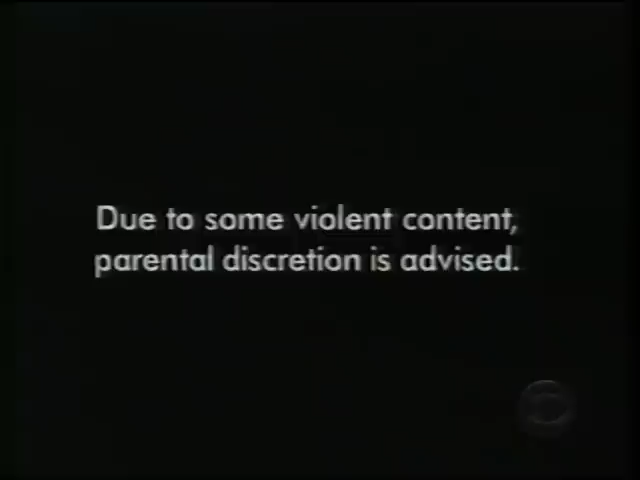 Due to some violent content,
parental discretion is advised.